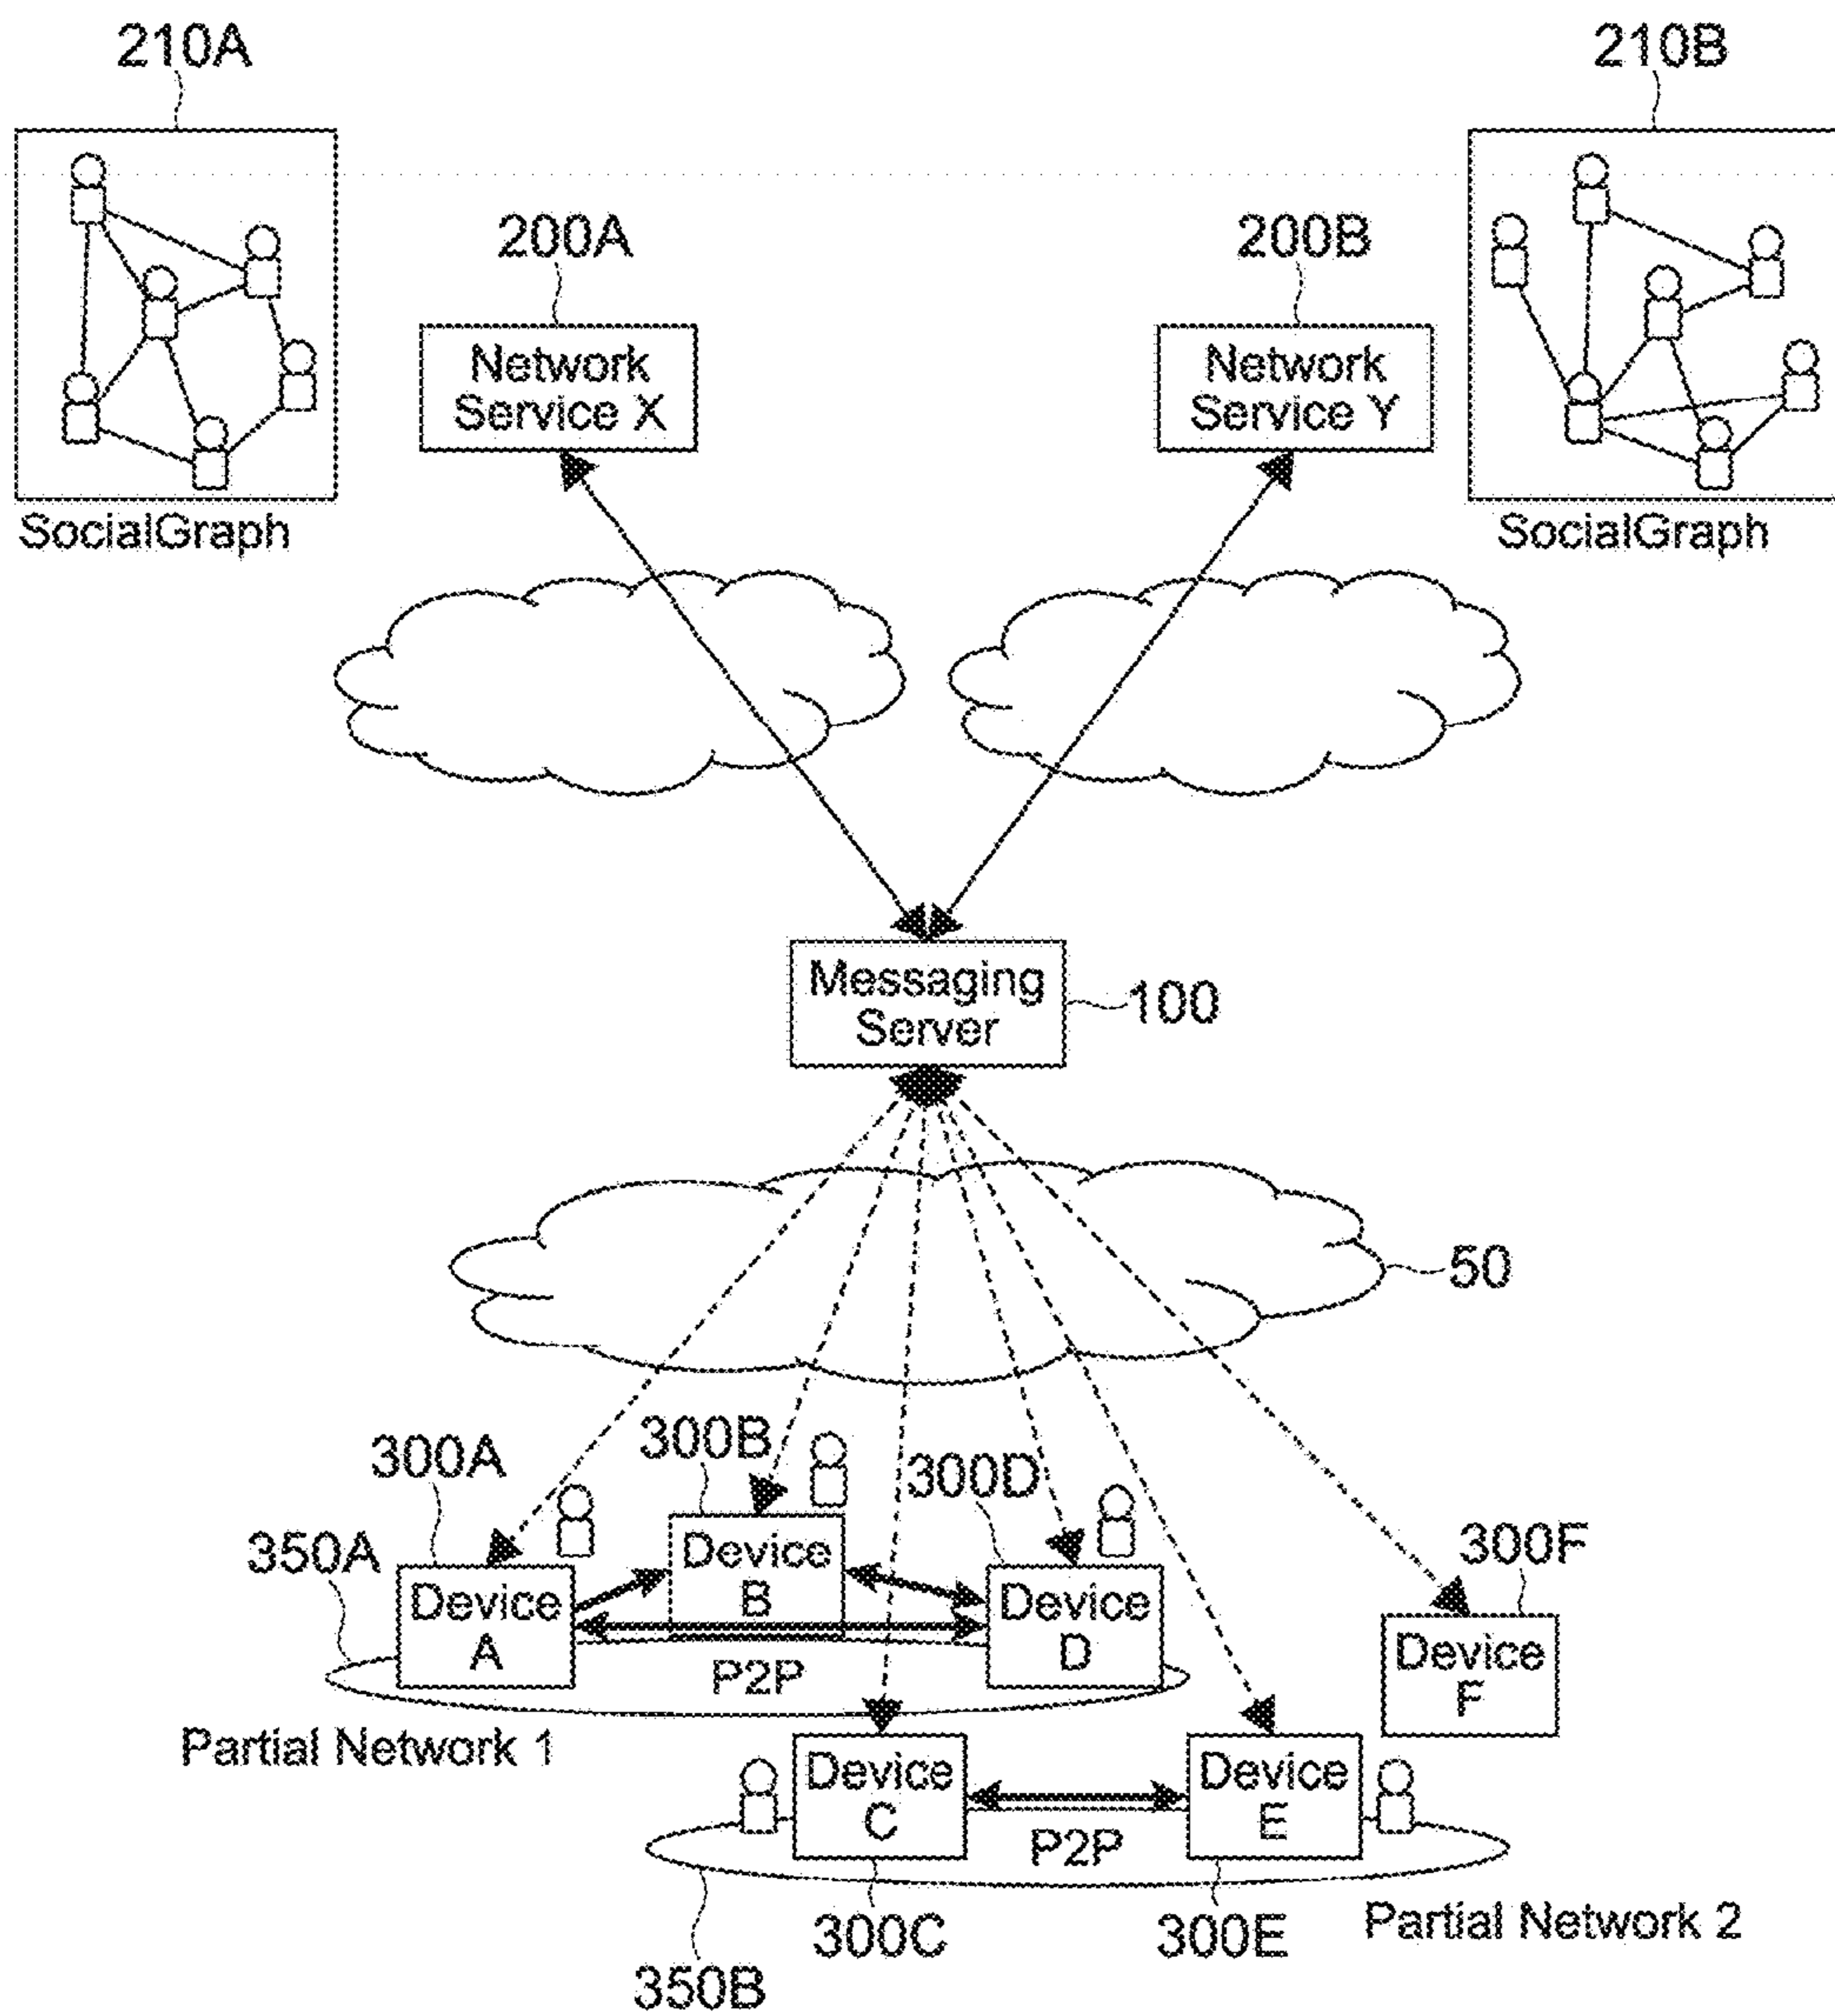 210A
210B
200A
200B
Network
Service X
Network
Service Y
SocialGraph
SocialGraph
Messaging
Server
100
50
300A
300B
300D
350A
300F
Device
A
Device
B
Device
D
Device
F
P2P
Partial Network 1
Device
C
Device
E
P2P
300C
300E
Partial Network 2
350B